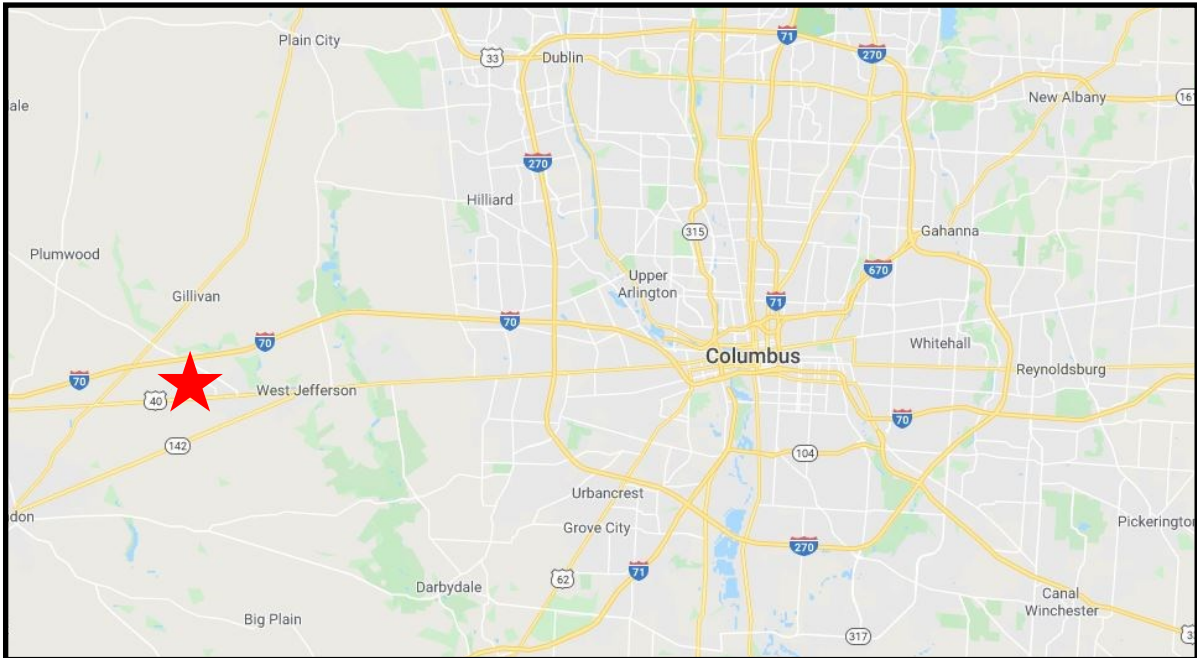 Plain City
33
Dublin
71
270
New Albany
161
ale
270
Hilliard
315
Gahanna
Plumwood
670
Upper
Arlington
Gillivan
71
70
70
Columbus
Whitehall
Reynoldsburg
70
West Jefferson
40
70
142
104
Urbancrest
don
Grove City
Pickerington
270
71
62
Darbydale
Canal
Winchester
Big Plain
317
33